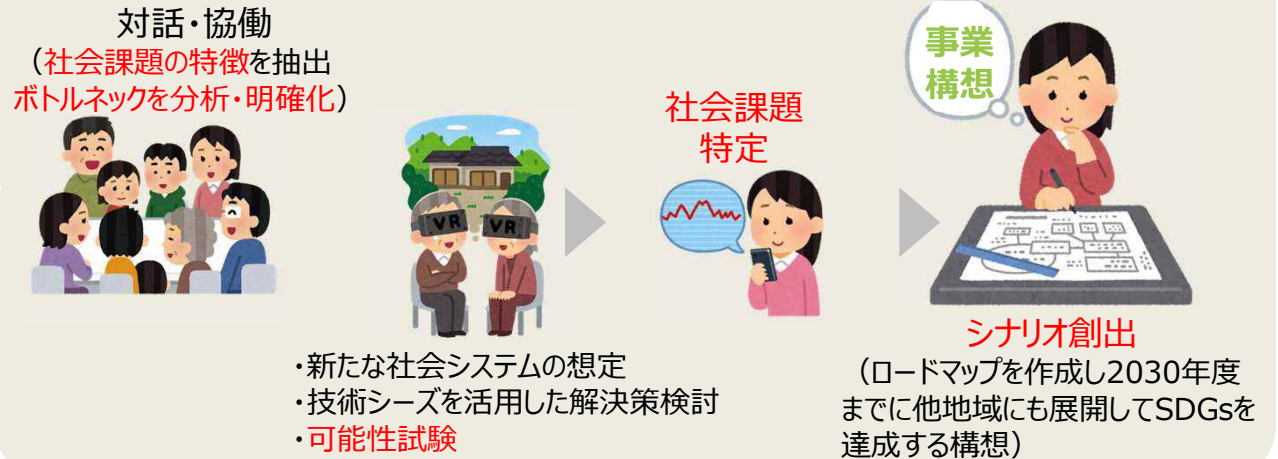 対話・協働
（社会課題の特徴を抽出
ボトルネックを分析・明確化）
VR VR
・新たな社会システムの想定
・技術シーズを活用した解決策検討
・可能性試験
社会課題
特定
事業
構想
シナリオ創出
（ロードマップを作成し2030年度
までに他地域にも展開してSDGsを
達成する構想）